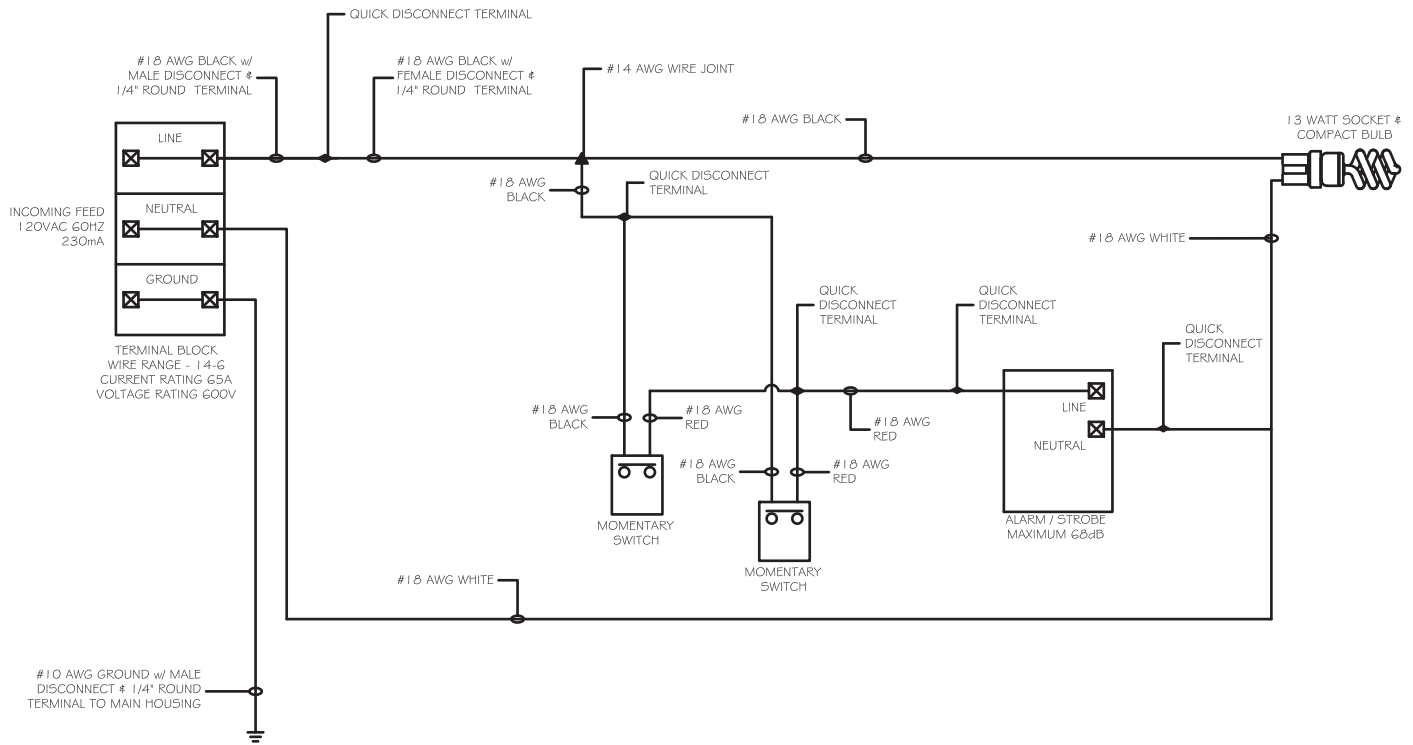 QUICK DISCONNECT TERMINAL
#18 AWG BLACK w/
MALE DISCONNECT &
1/4" ROUND TERMINAL
#18 AWG BLACK w/
FEMALE DISCONNECT &
1/4" ROUND TERMINAL
#14 AWG WIRE JOINT
#18 AWG BLACK
13 WATT SOCKET &
COMPACT BULB
LINE
NEUTRAL
GROUND
INCOMING FEED
120VAC 60HZ
230mA
TERMINAL BLOCK
WIRE RANGE - 14-6
CURRENT RATING 65A
VOLTAGE RATING 600V
#18 AWG
BLACK
QUICK DISCONNECT
TERMINAL
#18 AWG WHITE
QUICK
DISCONNECT
TERMINAL
QUICK
DISCONNECT
TERMINAL
QUICK
DISCONNECT
TERMINAL
#18 AWG
BLACK
#18 AWG
RED
#18 AWG
RED
LINE
NEUTRAL
#18 AWG
BLACK
#18 AWG
RED
MOMENTARY
SWITCH
MOMENTARY
SWITCH
ALARM / STROBE
MAXIMUM 68dB
#18 AWG WHITE
#10 AWG GROUND w/ MALE
DISCONNECT & 1/4" ROUND
TERMINAL TO MAIN HOUSING